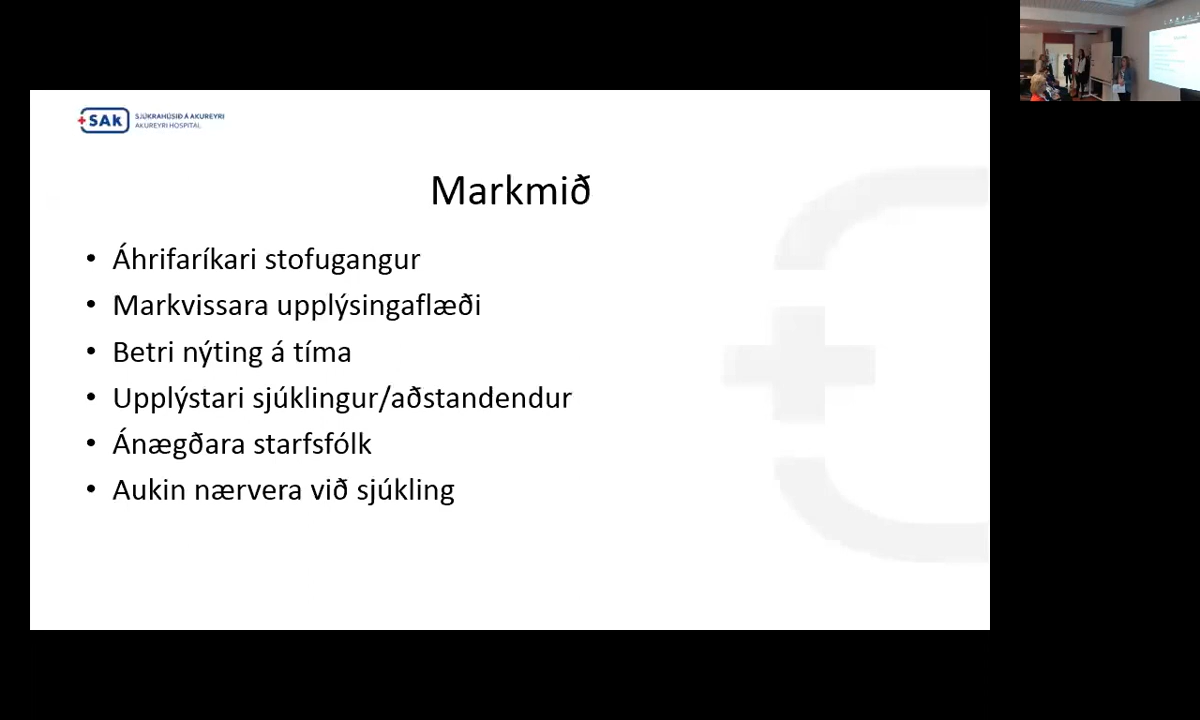 SAk
SJÚKRAHÚSIÐ Á AKUREYRI
AKUREYRI HOSPITAL
Markmið
• Áhrifaríkari stofugangur
• Markvissara upplýsingaflæði
• Betri nýting á tíma
• Upplýstari sjúklingur/aðstandendur
• Ánægðara starfsfólk
• Aukin nærvera við sjúkling